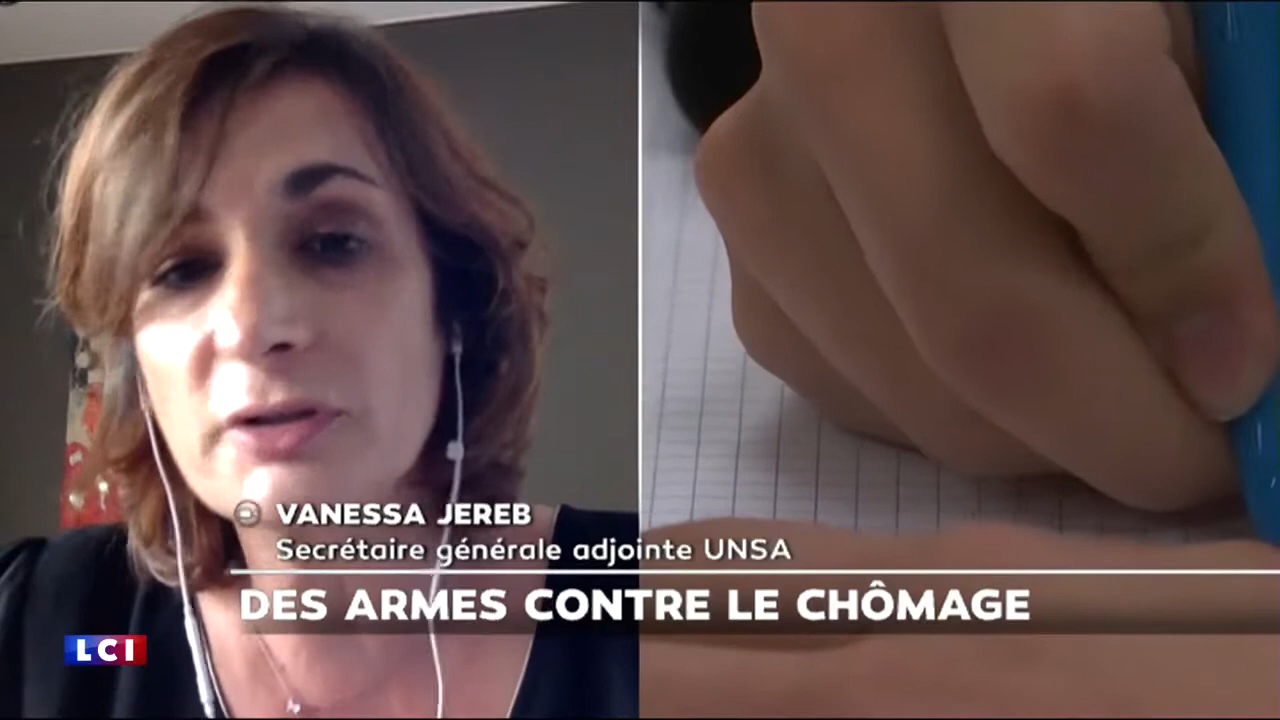 VANESSA JEREB
Secrétaire générale adjointe UNSA
DES ARMES CONTRE LE CHÔMAGE
LCI